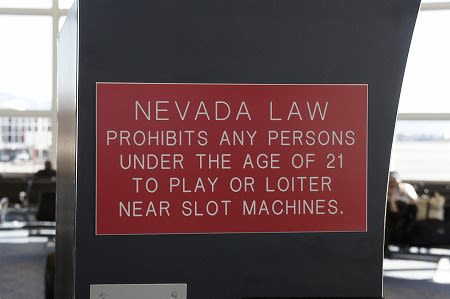 NEVADA LAW
PROHIBITS ANY PERSONS
UNDER THE AGE OF 21
TO PLAY OR LOITER
NEAR SLOT MACHINES.